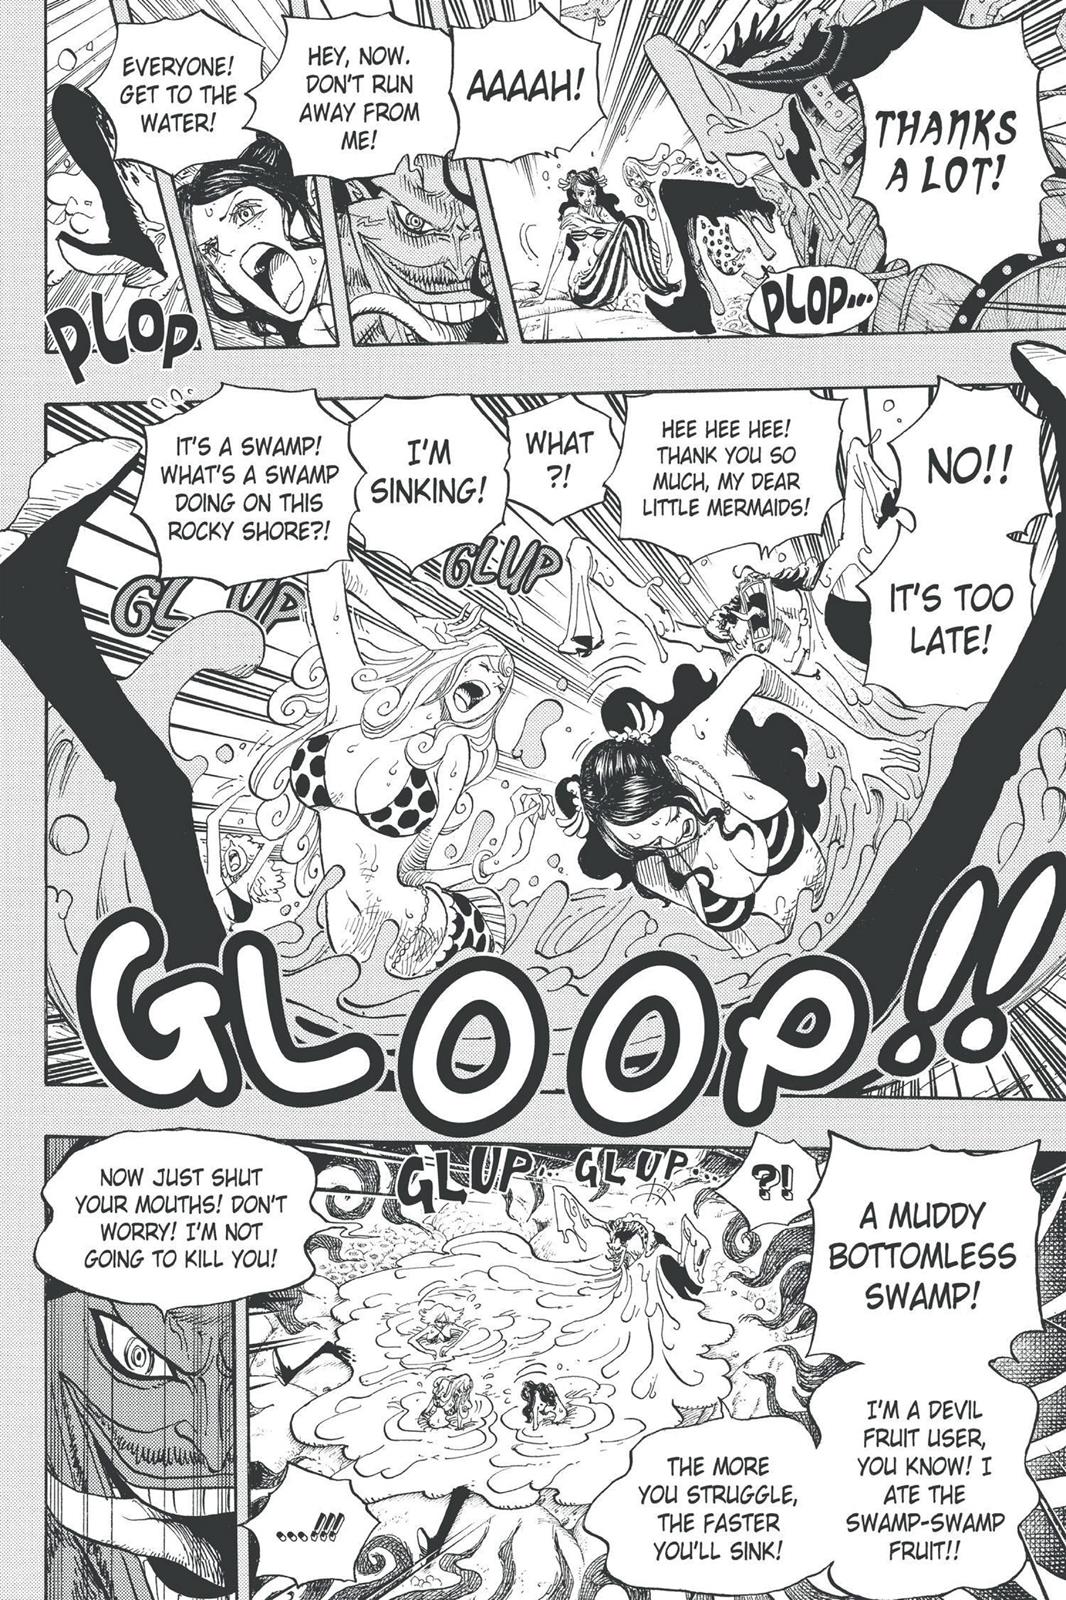 THANKS
A LOT!
PLOP...
AAAAH!
HEY, NOW.
DON'T RUN
AWAY FROM
ME!
EVERYONE!
GET TO THE
WATER!
PLOP
NO!!
IT'S TOO
LATE!
HEE HEE HEE!
THANK YOU SO
MUCH, MY DEAR
LITTLE MERMAIDS!
WHAT
?!
GLUP
I'M
SINKING!
IT'S A SWAMP!
WHAT'S A SWAMP
DOING ON THIS
ROCKY SHORE?!
GLUP
GLOOP!!
A MUDDY
BOTTOMLESS
SWAMP!
I'M A DEVIL
FRUIT USER,
YOU KNOW! I
ATE THE
SWAMP-SWAMP
FRUIT!!
?!
GLUP.. GLUP..
THE MORE
YOU STRUGGLE,
THE FASTER
YOU'LL SINK!
...!!!
NOW JUST SHUT
YOUR MOUTHS! DON'T
WORRY! I'M NOT
GOING TO KILL YOU!